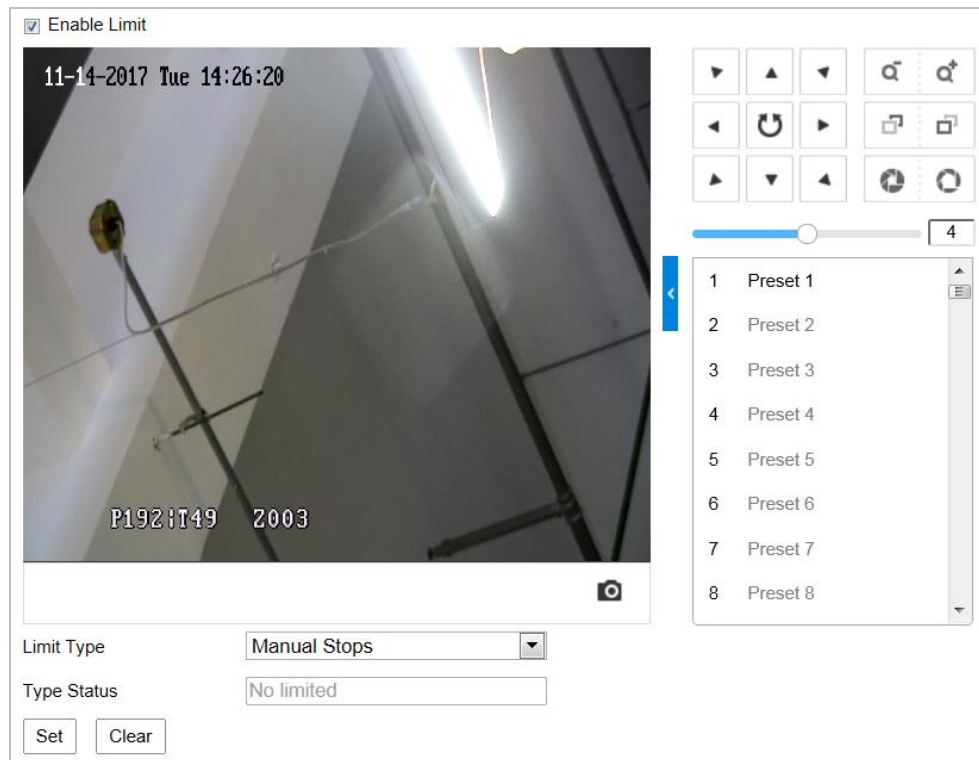 Enable Limit
11-14-2017 Tue 14:26:20
P192|T49 Z003
4
1 Preset 1
2 Preset 2
3 Preset 3
4 Preset 4
5 Preset 5
6 Preset 6
7 Preset 7
8 Preset 8
Limit Type Manual Stops
Type Status No limited
Set Clear